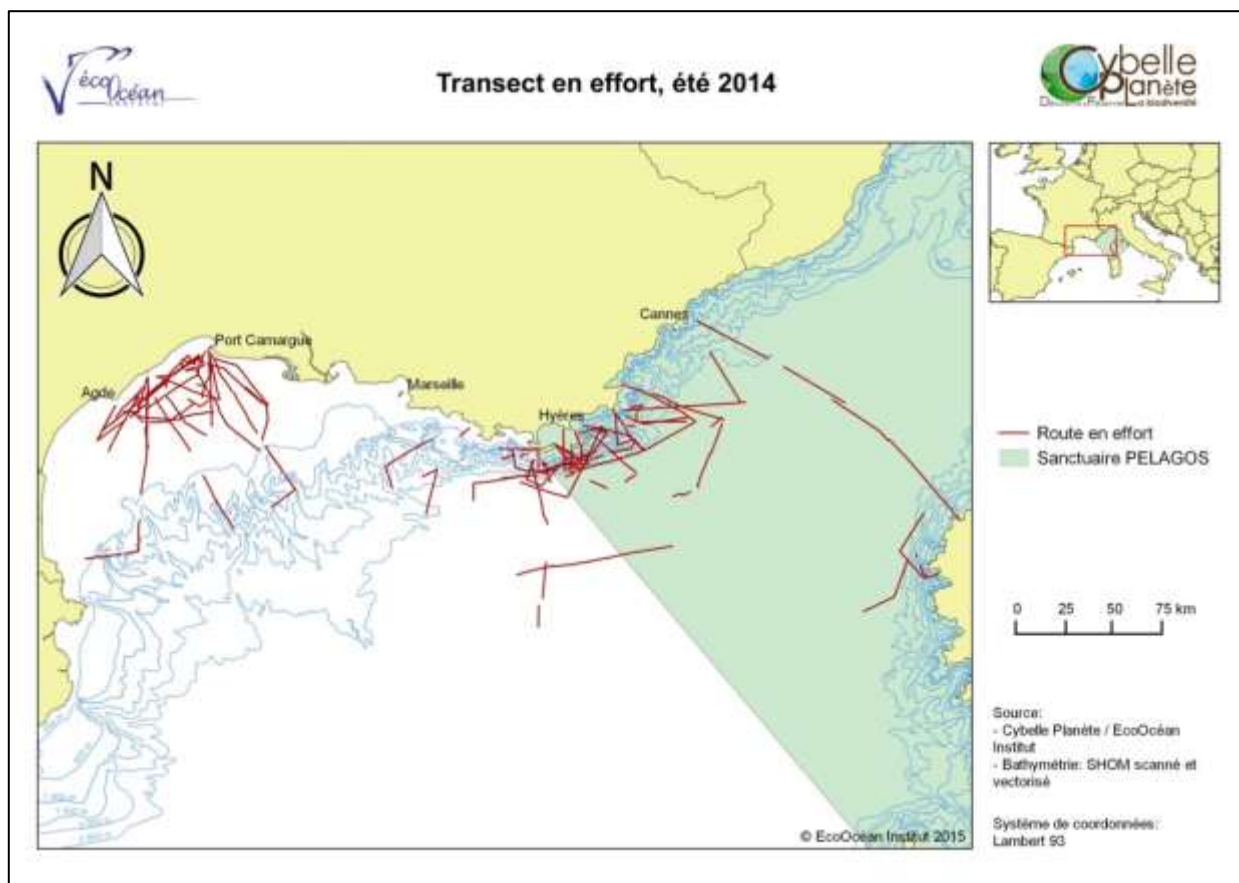 écoOcéan
INSTITUT
Transect en effort, été 2014
Cybelle
Planète
N
Port Camargue
Agde
Marseille
Hyères
Cannes
Route en effort
Sanctuaire PELAGOS
0 25 50 75 km
Source:
- Cybelle Planète / EcoOcéan
Institut
- Bathymétrie: SHOM scanné et
vectorisé
Système de coordonnées:
Lambert 93
© EcoOcéan Institut 2015